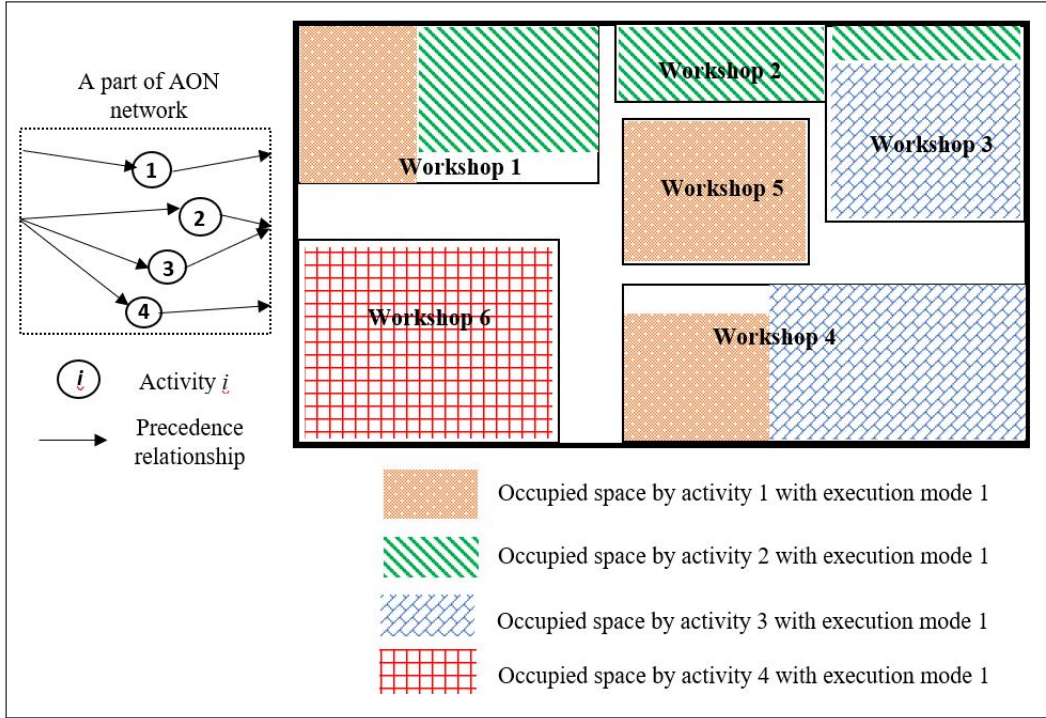 A part of AON
network
1
2
3
4
i
Activity i
Precedence
relationship
Workshop 1
Workshop 2
Workshop 3
Workshop 5
Workshop 6
Workshop 4
Occupied space by activity 1 with execution mode 1
Occupied space by activity 2 with execution mode 1
Occupied space by activity 3 with execution mode 1
Occupied space by activity 4 with execution mode 1